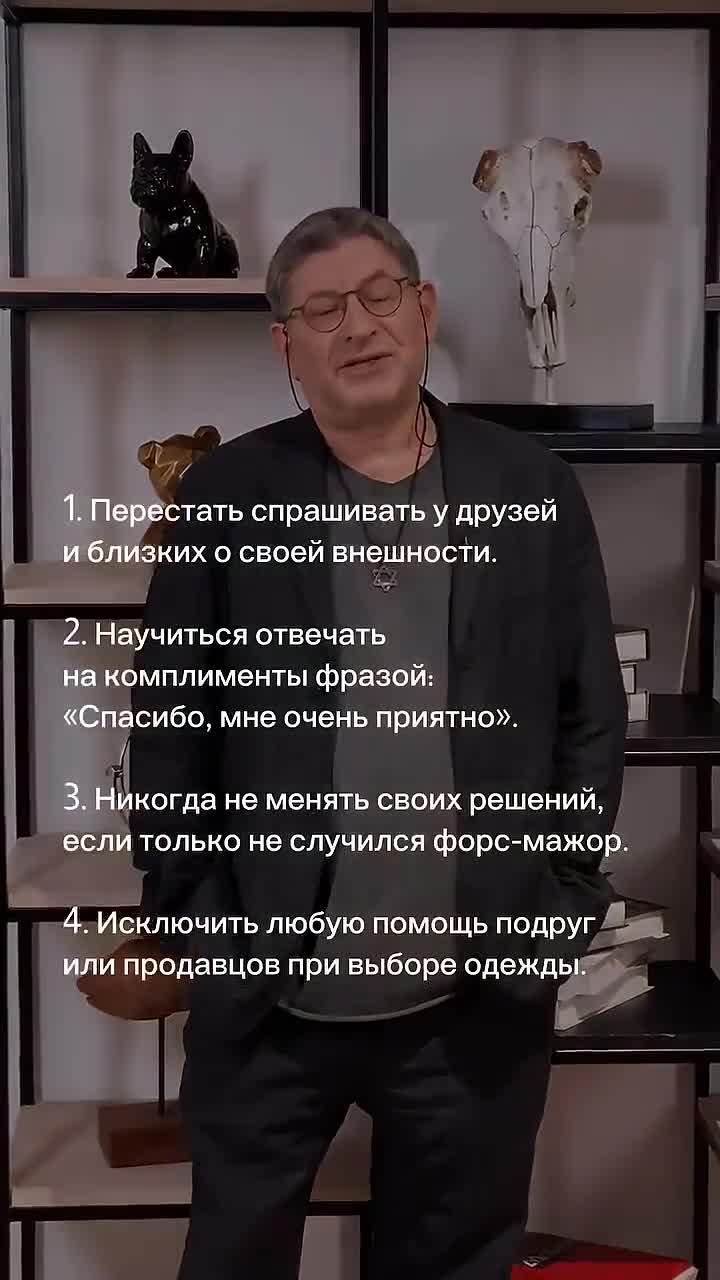 1. Перестать спрашивать у друзей
и близких о своей внешности.
2. Научиться отвечать
на комплименты фразой:
«Спасибо, мне очень приятно».
3. Никогда не менять своих решений,
если только не случился форс-мажор.
4. Исключить любую помощь подруг
или продавцов при выборе одежды.